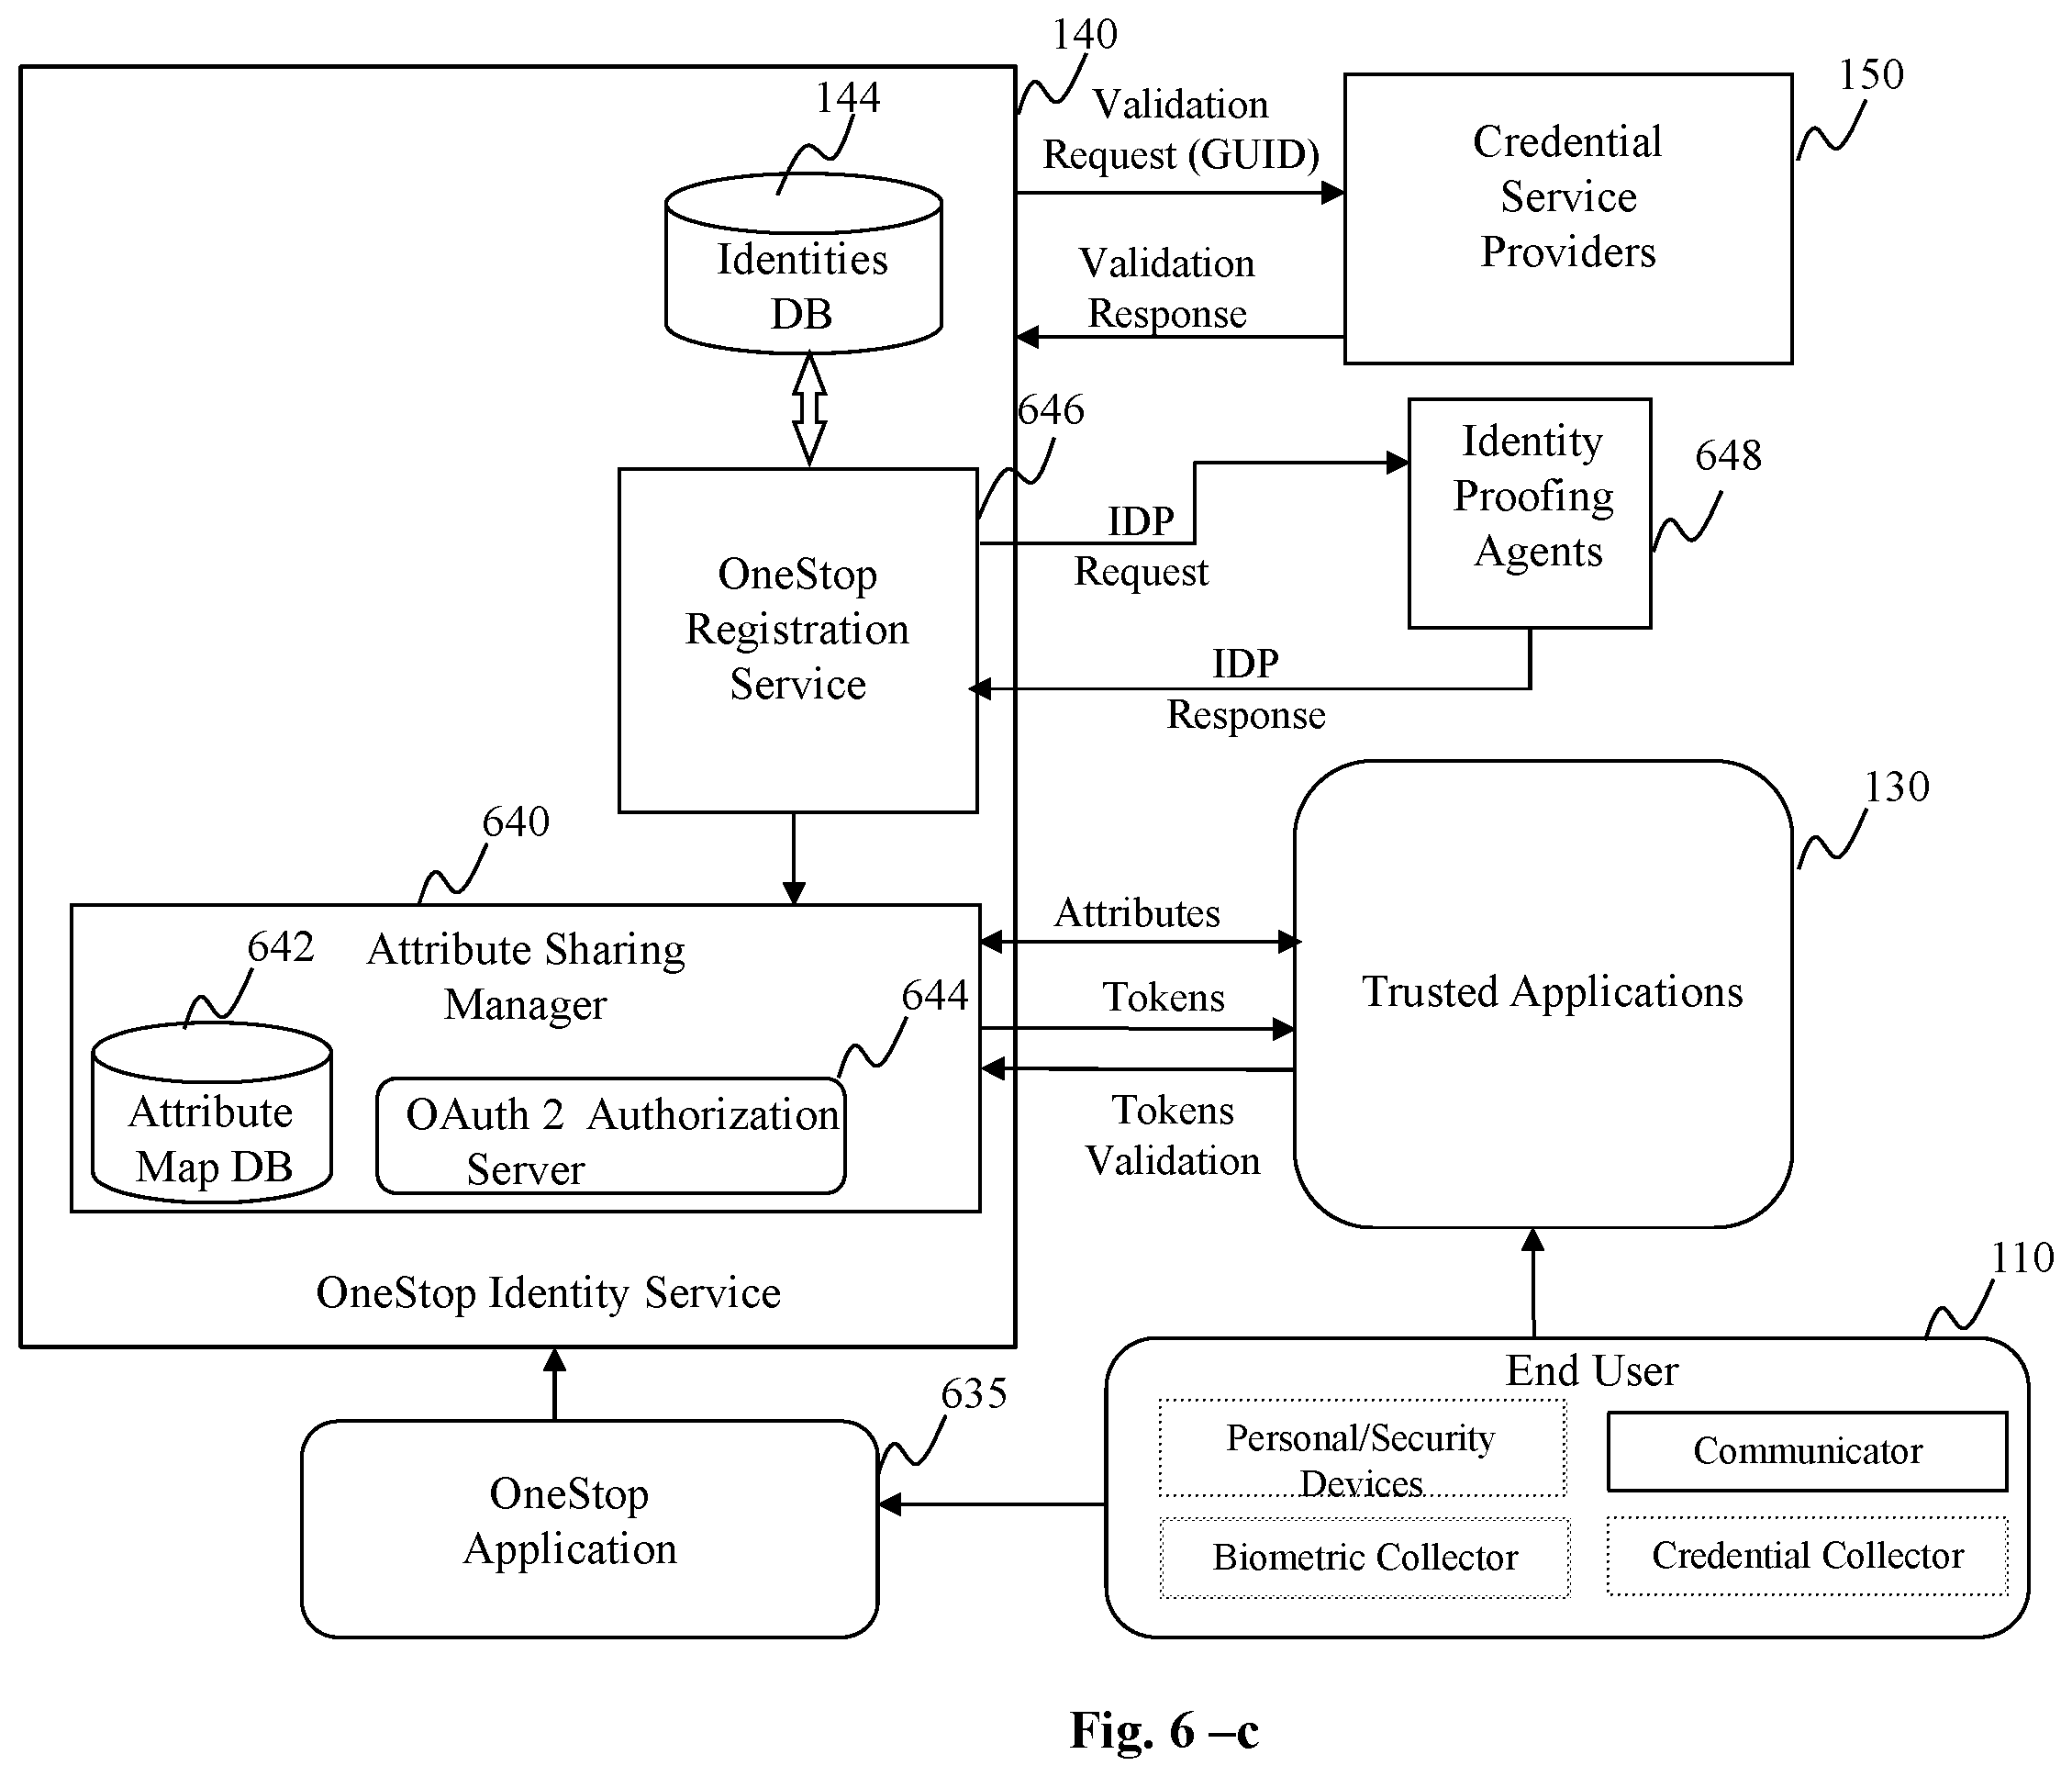 140
150
144
Validation
Request (GUID)
Credential
Service
Providers
Identities
DB
Validation
Response
646
Identity
Proofing
Agents
648
IDP
Request
OneStop
Registration
Service
IDP
Response
130
640
Attribute Sharing
Manager
642
644
Attributes
Tokens
Trusted Applications
Attribute
Map DB
OAuth 2 Authorization
Server
Tokens
Validation
110
OneStop Identity Service
End User
635
Personal/Security
Devices
Communicator
OneStop
Application
Biometric Collector
Credential Collector
Fig. 6 –c